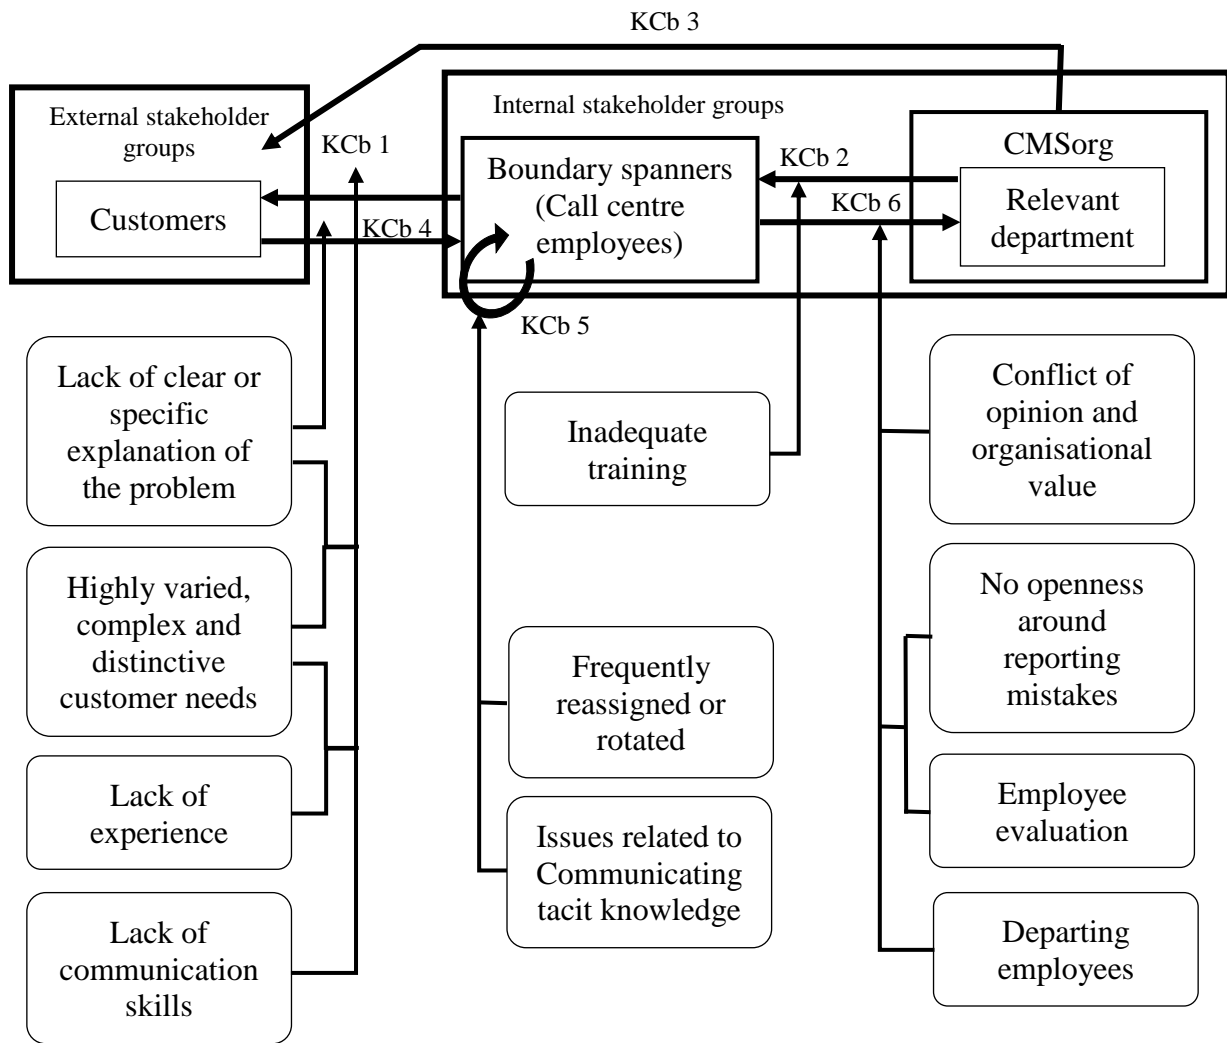 KCb 3
External stakeholder
groups
Customers
KCb 1
KCb 4
Internal stakeholder groups
Boundary spanners
(Call centre
employees)
KCb 5
KCb 2
KCb 6
CMSorg
Relevant
department
Lack of clear or
specific
explanation of
the problem
Highly varied,
complex and
distinctive
customer needs
Lack of
experience
Lack of
communication
skills
Inadequate
training
Frequently
reassigned or
rotated
Issues related to
Communicating
tacit knowledge
Conflict of
opinion and
organisational
value
No openness
around
reporting
mistakes
Employee
evaluation
Departing
employees